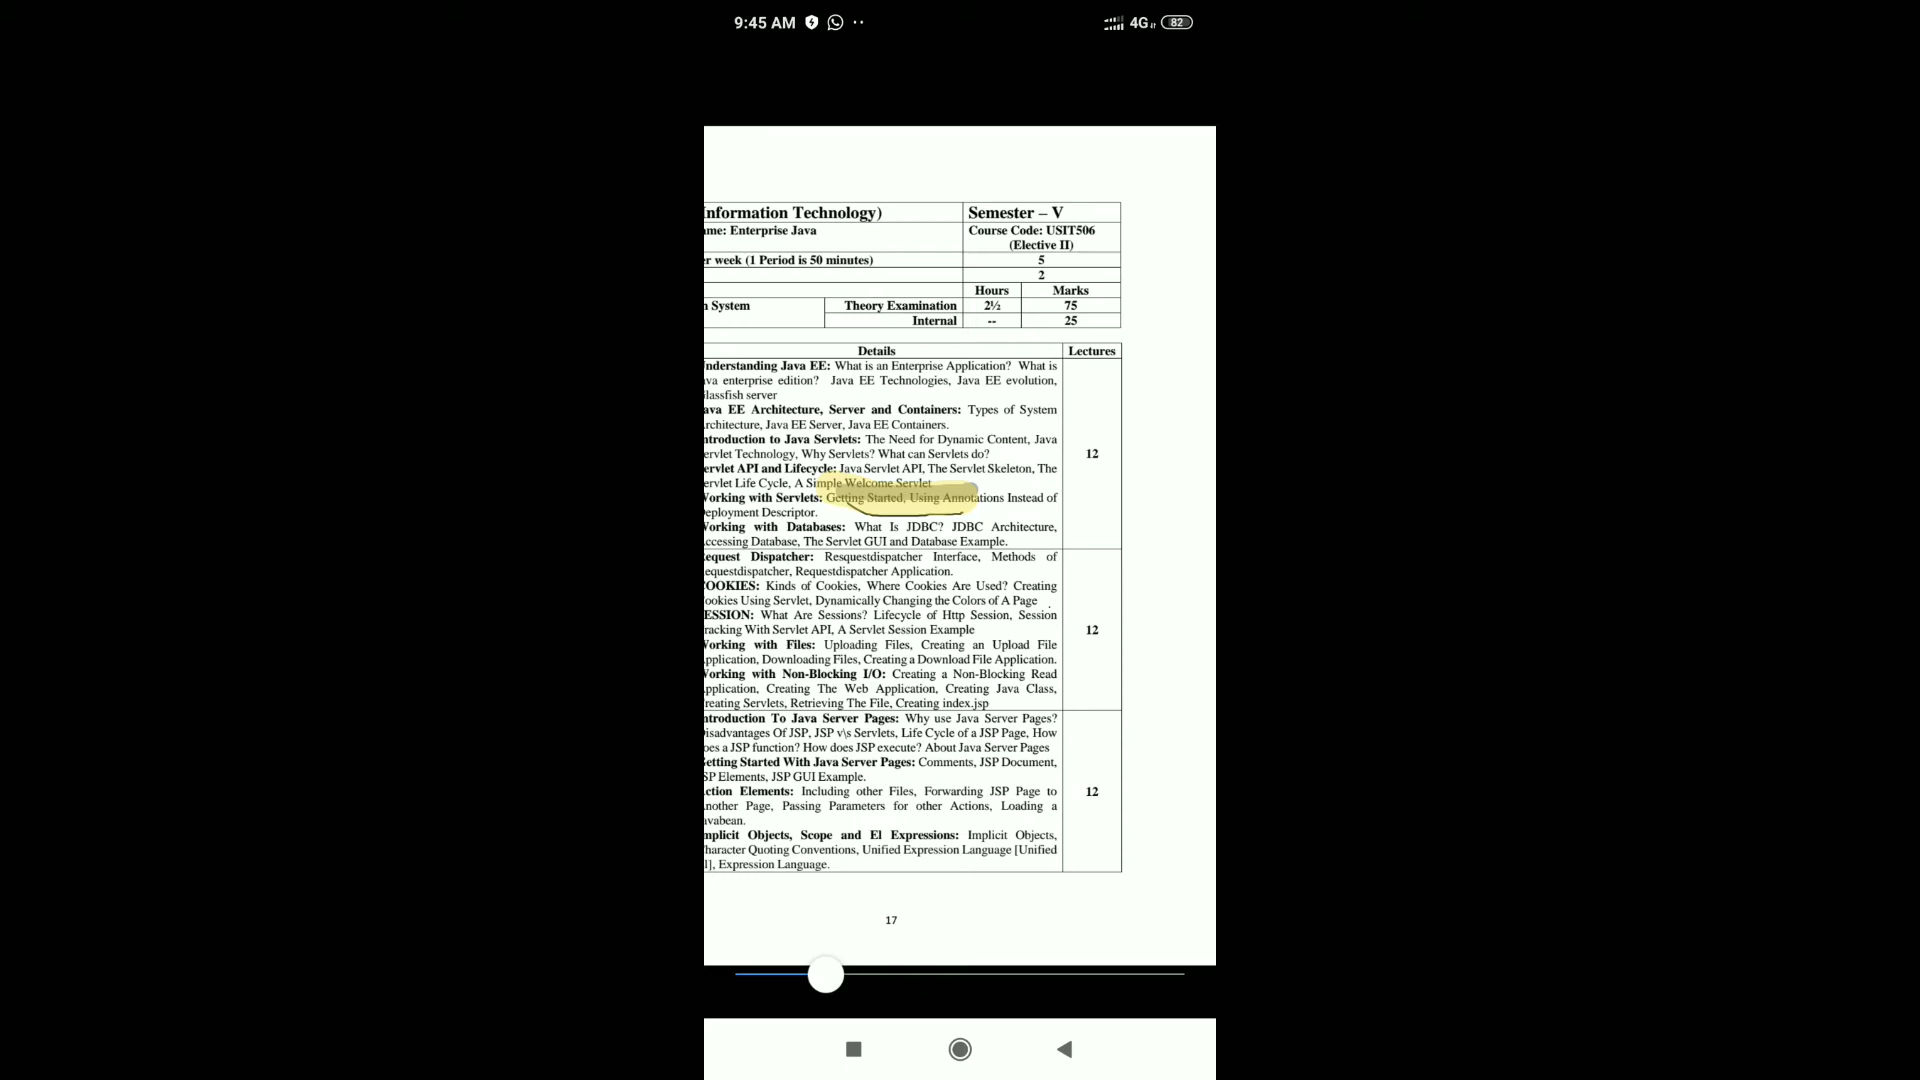 9:45 AM
4G
82
Information Technology)
Semester – V
ame: Enterprise Java
Course Code: USIT506
(Elective II)
er week (1 Period is 50 minutes)
5
2
Hours
Marks
n System
Theory Examination
2½
75
Internal
--
25
Details
Lectures
nderstanding Java EE: What is an Enterprise Application? What is
ava enterprise edition? Java EE Technologies, Java EE evolution,
lassfish server
ava EE Architecture, Server and Containers: Types of System
rchitecture, Java EE Server, Java EE Containers.
ntroduction to Java Servlets: The Need for Dynamic Content, Java
ervlet Technology, Why Servlets? What can Servlets do?
12
ervlet API and Lifecycle: Java Servlet API, The Servlet Skeleton, The
ervlet Life Cycle, A Simple Welcome Servlet
Working with Servlets: Getting Started, Using Annotations Instead of
eployment Descriptor.
Working with Databases: What Is JDBC? JDBC Architecture,
ccessing Database, The Servlet GUI and Database Example.
equest Dispatcher: Resquestdispatcher Interface, Methods of
equestdispatcher, Requestdispatcher Application.
OOKIES: Kinds of Cookies, Where Cookies Are Used? Creating
ookies Using Servlet, Dynamically Changing the Colors of A Page
ESSION: What Are Sessions? Lifecycle of Http Session, Session
racking With Servlet API, A Servlet Session Example
12
Working with Files: Uploading Files, Creating an Upload File
pplication, Downloading Files, Creating a Download File Application.
Working with Non-Blocking I/O: Creating a Non-Blocking Read
pplication, Creating The Web Application, Creating Java Class,
reating Servlets, Retrieving The File, Creating index.jsp
ntroduction To Java Server Pages: Why use Java Server Pages?
isadvantages Of JSP, JSP v\s Servlets, Life Cycle of a JSP Page, How
oes a JSP function? How does JSP execute? About Java Server Pages
etting Started With Java Server Pages: Comments, JSP Document,
SP Elements, JSP GUI Example.
ction Elements: Including other Files, Forwarding JSP Page to
12
nother Page, Passing Parameters for other Actions, Loading a
avabean.
mplicit Objects, Scope and El Expressions: Implicit Objects,
haracter Quoting Conventions, Unified Expression Language [Unified
l], Expression Language.
17